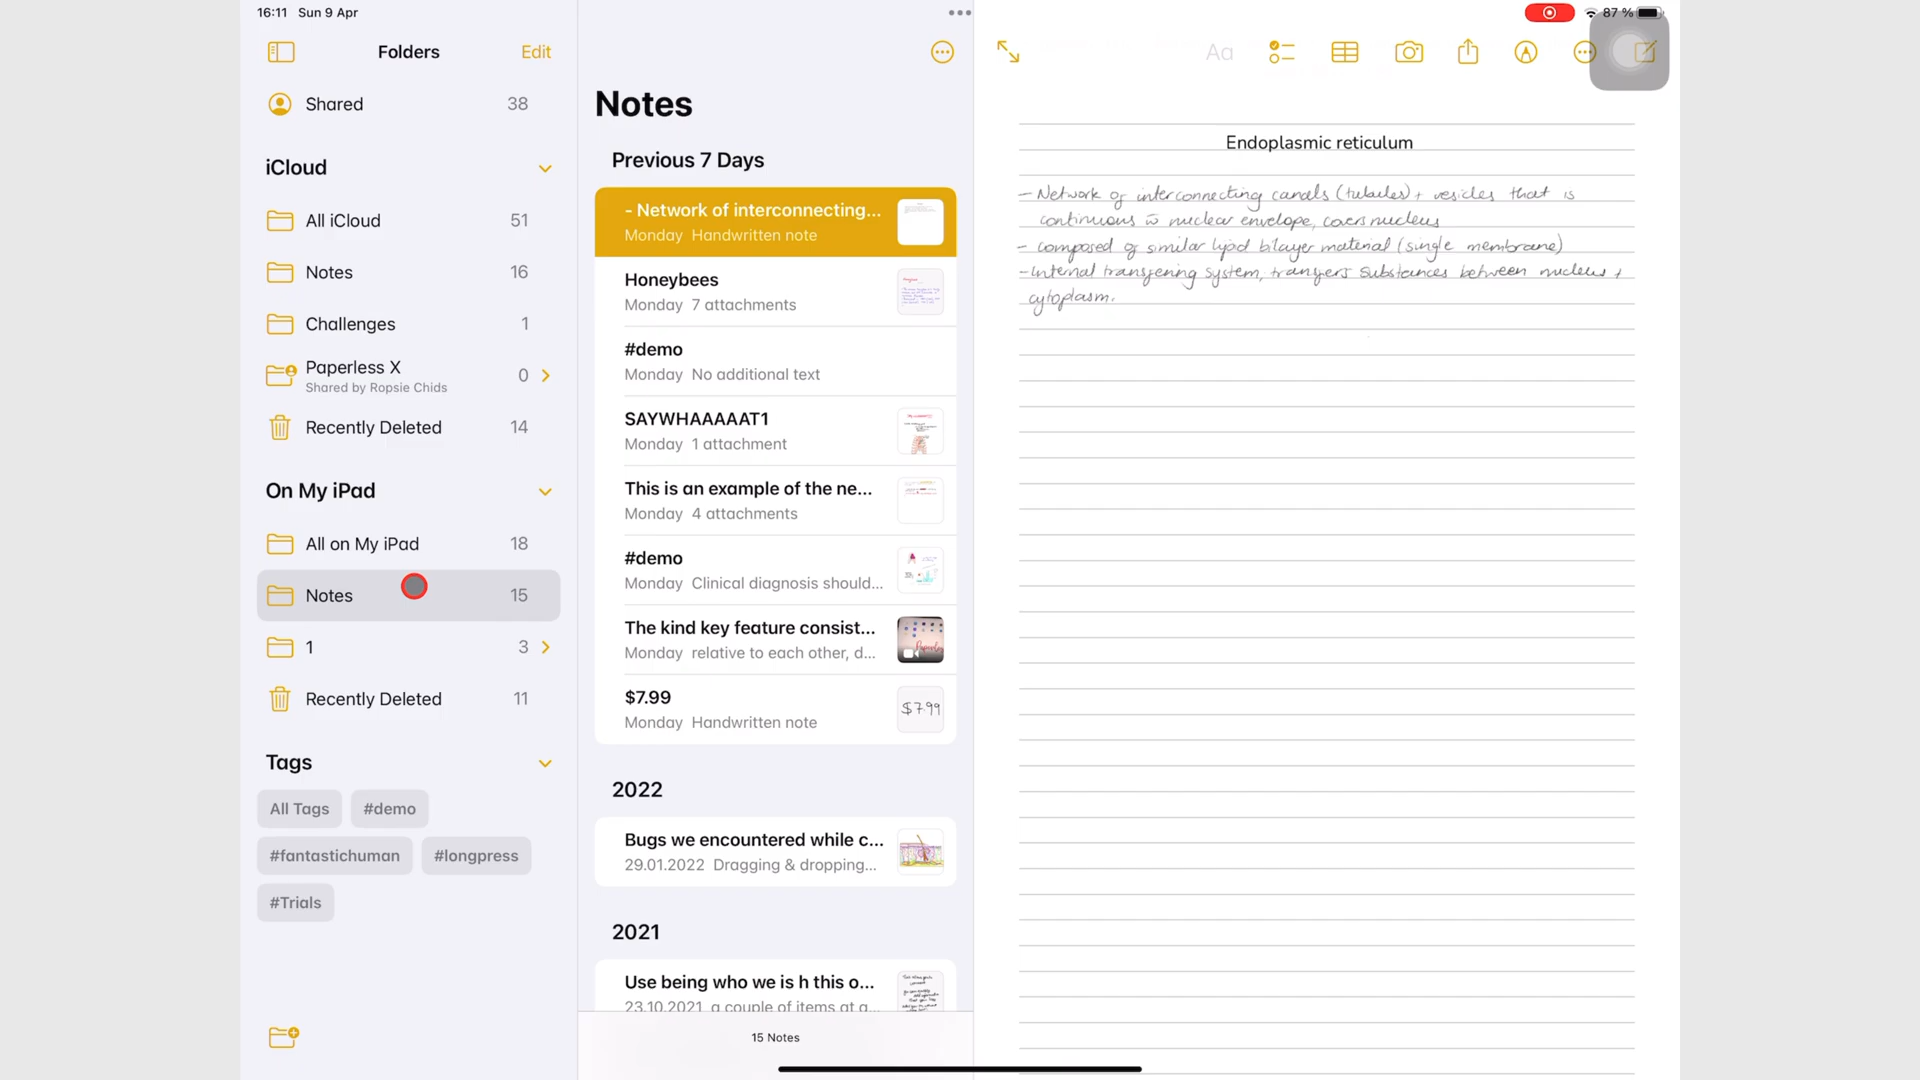 16:11 Sun 9 Apr
87 %
Folders
Edit
Shared 38
iCloud
All iCloud 51
Notes 16
Challenges 1
Paperless X 0
Shared by Ropsie Chids
Recently Deleted 14
On My iPad
All on My iPad 18
Notes 15
1 3
Recently Deleted 11
Tags
All Tags #demo
#fantastichuman #longpress
#Trials
Notes
Previous 7 Days
- Network of interconnecting...
Monday Handwritten note
Honeybees
Monday 7 attachments
#demo
Monday No additional text
SAYWHAAAAAT1
Monday 1 attachment
This is an example of the ne...
Monday 4 attachments
#demo
Monday Clinical diagnosis should...
The kind key feature consist...
Monday relative to each other, d...
$7.99
Monday Handwritten note
$7.99
2022
Bugs we encountered while c...
29.01.2022 Dragging & dropping...
2021
Use being who we is h this o...
23.10.2021 a couple of items at a...
15 Notes
Aa
Endoplasmic reticulum
- Network of interconnecting canals (tubules) + vesicles that is
continuous w̄ nuclear envelope, covers nucleus
- composed of similar lipid bilayer material (single membrane)
- Internal transfering system, transfers substances between nucleus +
cytoplasm.